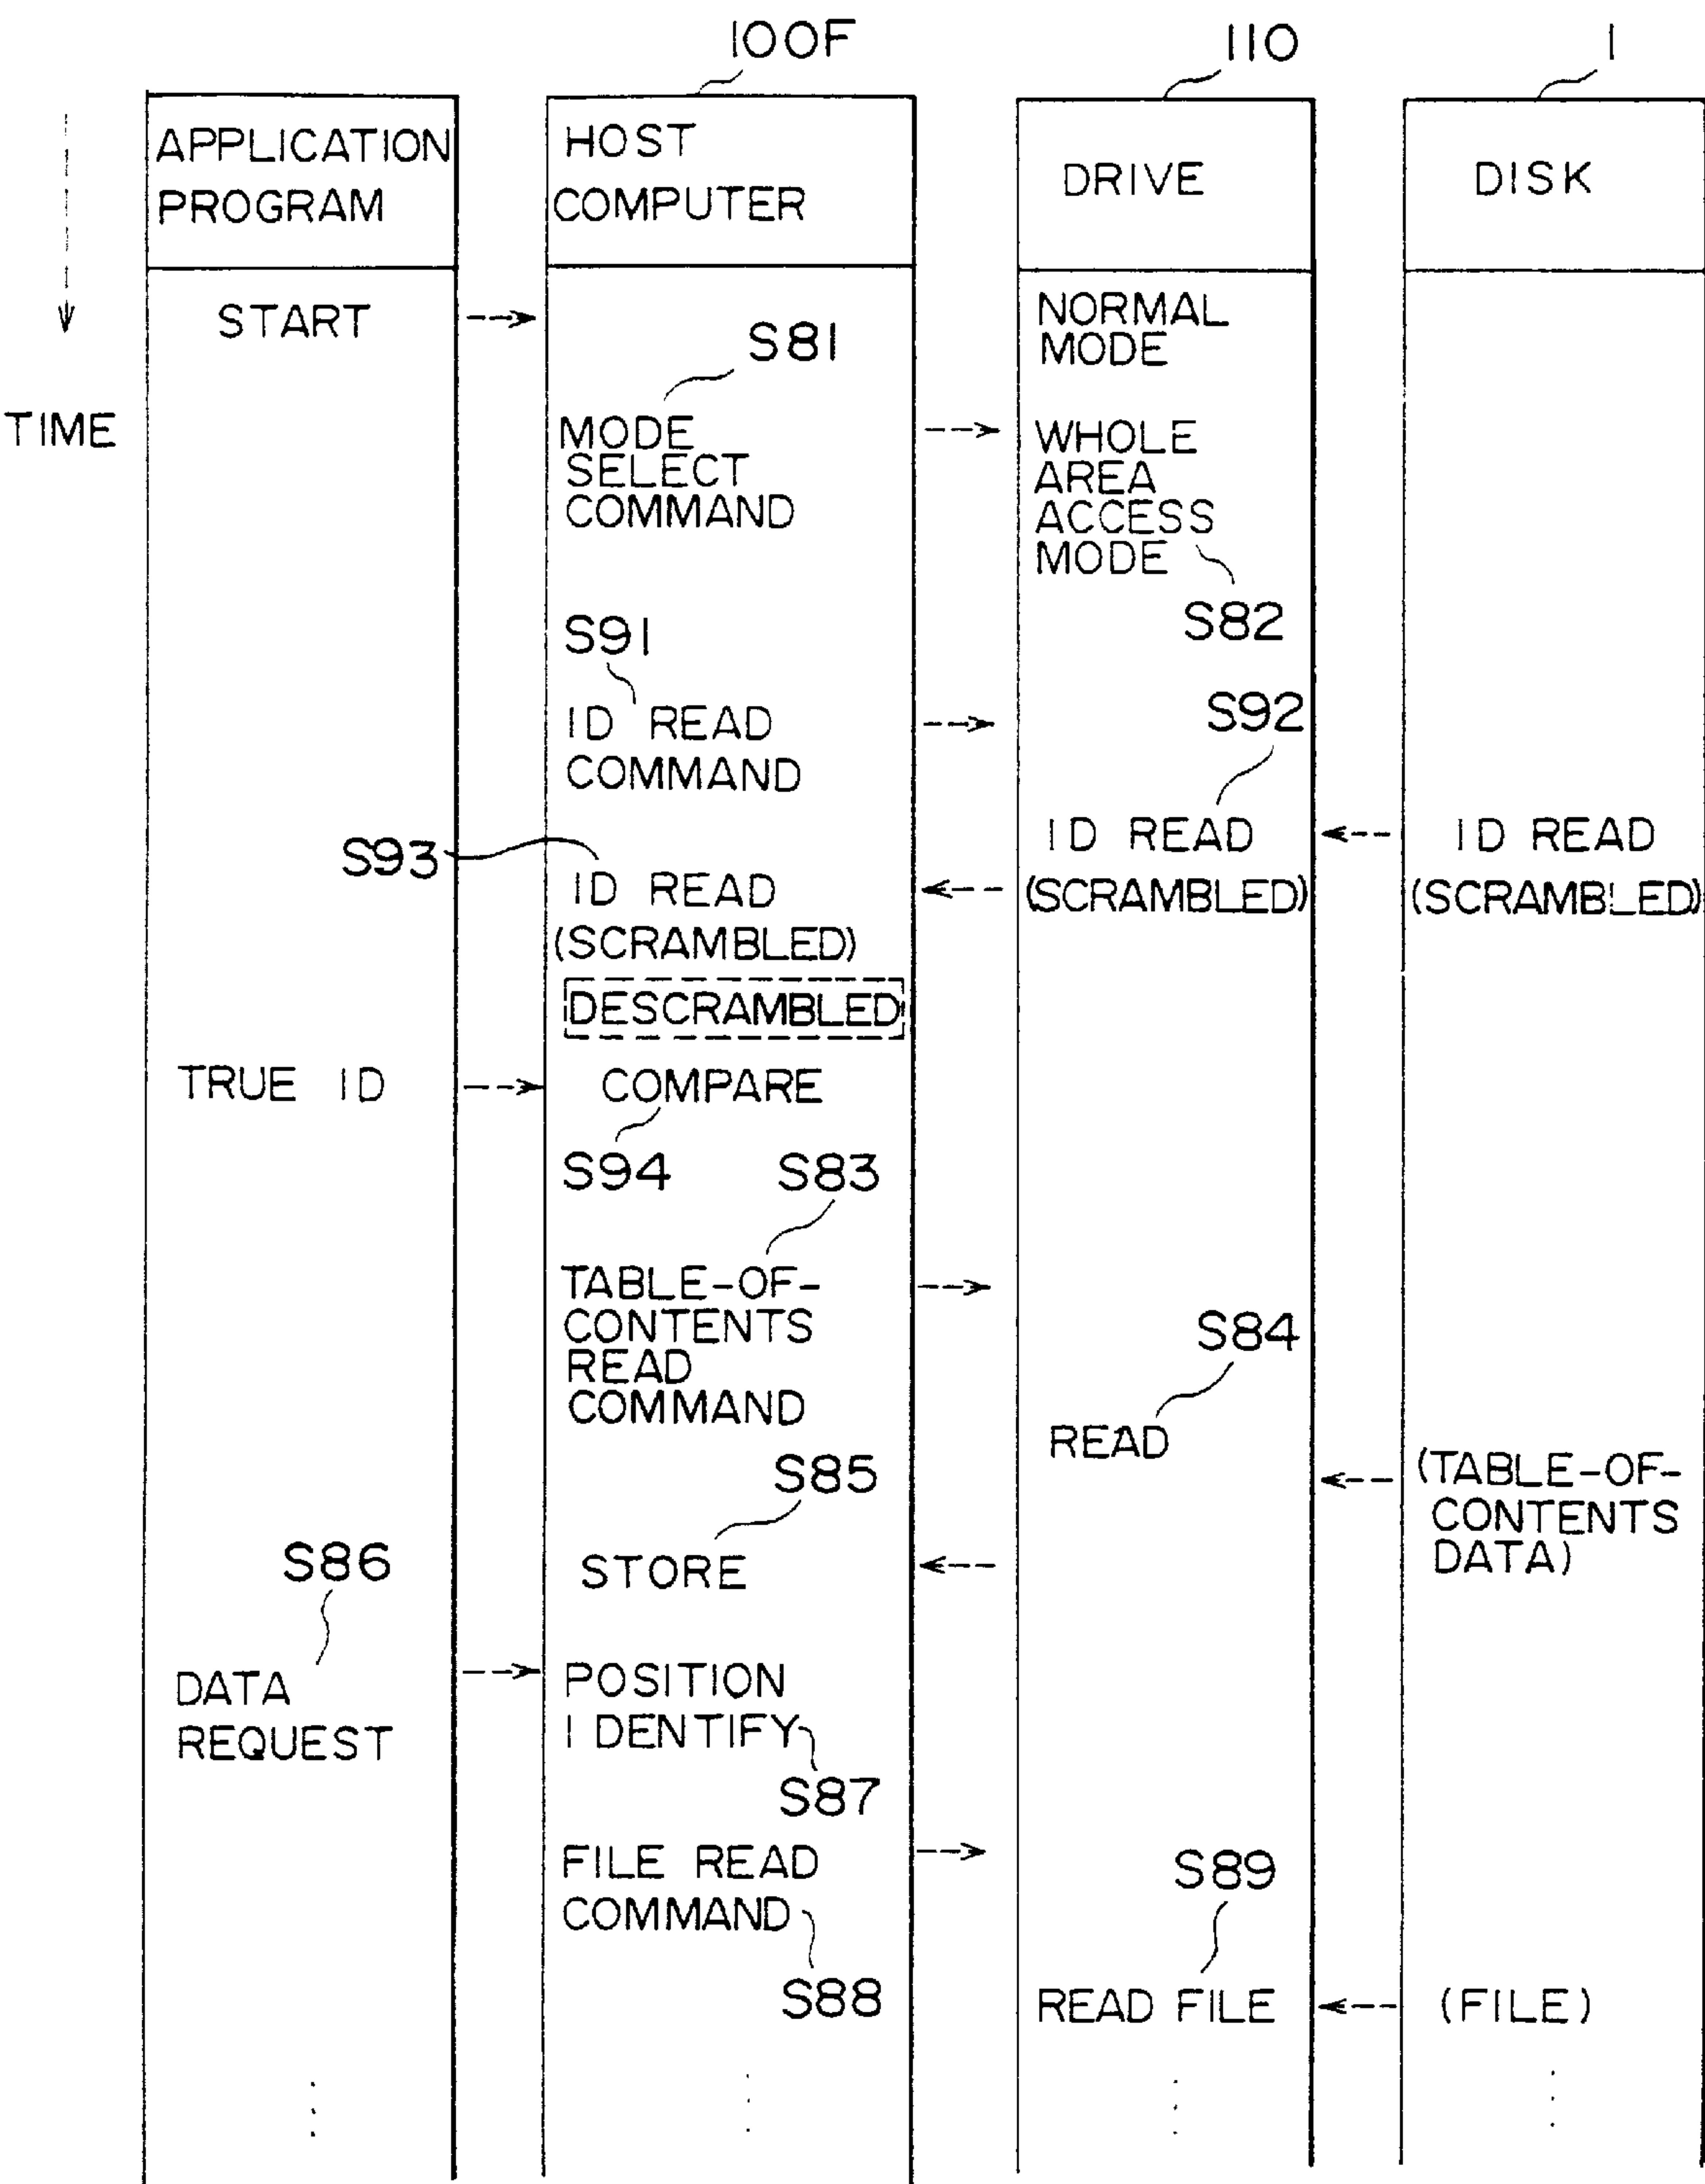 100F
110
1
APPLICATION
PROGRAM
HOST
COMPUTER
DRIVE
DISK
START
NORMAL
MODE
S81
TIME
MODE
SELECT
COMMAND
WHOLE
AREA
ACCESS
MODE
S82
S91
ID READ
COMMAND
S92
ID READ
(SCRAMBLED)
ID READ
(SCRAMBLED)
S93
ID READ
(SCRAMBLED)
DESCRAMBLED
TRUE ID
COMPARE
S94
S83
TABLE-OF-
CONTENTS
READ
COMMAND
S84
READ
(TABLE-OF-
CONTENTS
DATA)
S85
STORE
S86
DATA
REQUEST
POSITION
IDENTIFY
S87
FILE READ
COMMAND
S88
S89
READ FILE
(FILE)